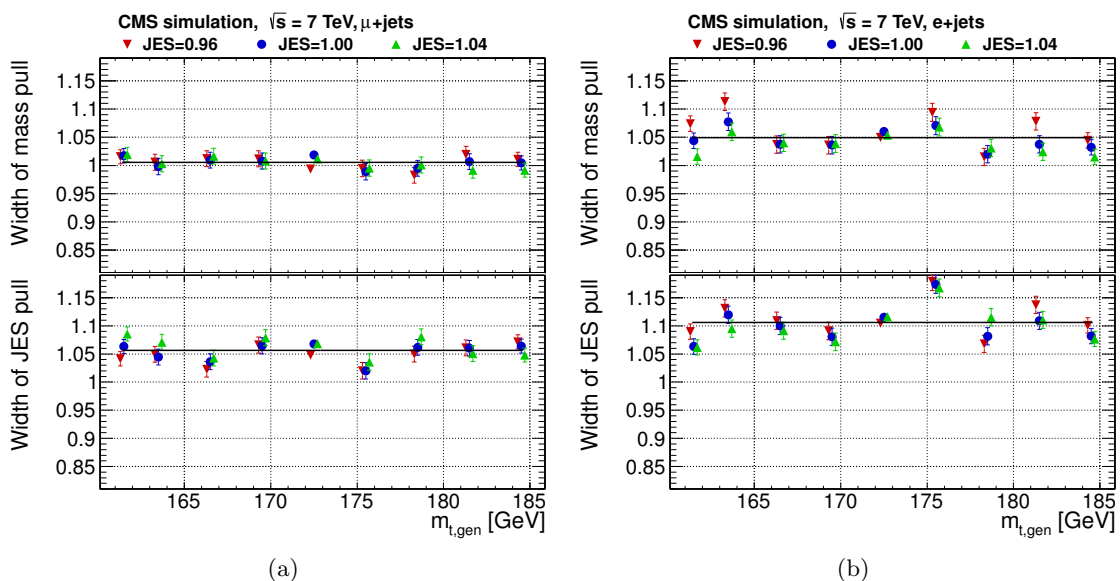 CMS simulation, √s = 7 TeV, μ+jets
JES=0.96 JES=1.00 JES=1.04
Width of mass pull
1.15
1.1
1.05
1
0.95
0.9
0.85
Width of JES pull
1.15
1.1
1.05
1
0.95
0.9
0.85
165 170 175 180 185
m_{t,gen} [GeV]
(a)
CMS simulation, √s = 7 TeV, e+jets
JES=0.96 JES=1.00 JES=1.04
Width of mass pull
1.15
1.1
1.05
1
0.95
0.9
0.85
Width of JES pull
1.15
1.1
1.05
1
0.95
0.9
0.85
165 170 175 180 185
m_{t,gen} [GeV]
(b)